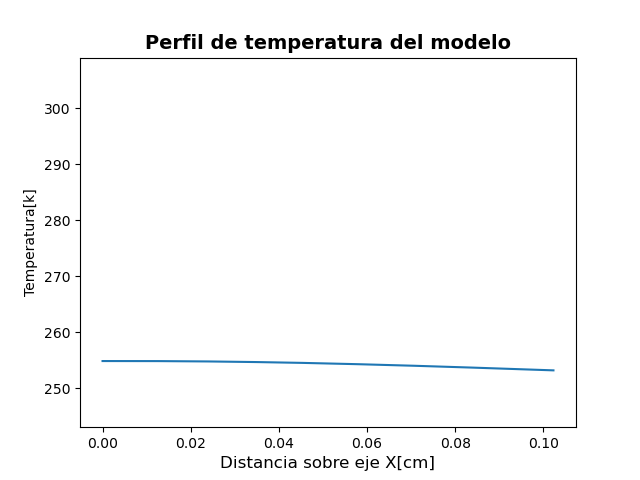 Perfil de temperatura del modelo
Temperatura[k]
300
290
280
270
260
250
0.00 0.02 0.04 0.06 0.08 0.10
Distancia sobre eje X[cm]